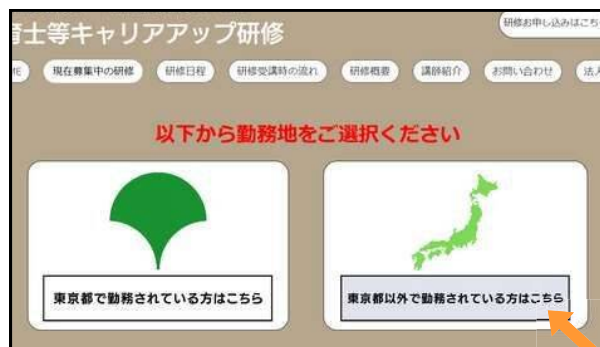 育士等キャリアアップ研修
研修お申し込みはこち
現在募集中の研修
研修日程
研修受講時の流れ
研修概要
講師紹介
お問い合わせ
法人
以下から勤務地をご選択ください
東京都で勤務されている方はこちら
東京都以外で勤務されている方はこちら